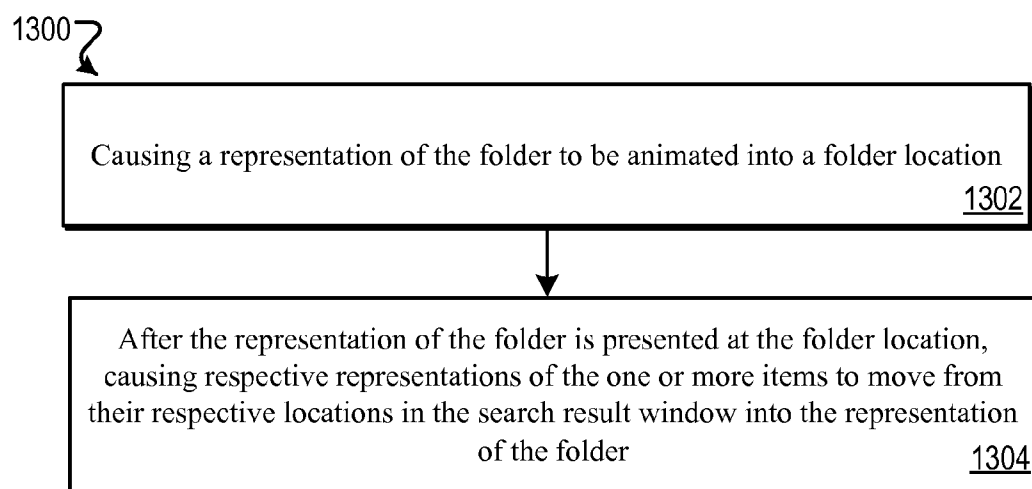 1300
Causing a representation of the folder to be animated into a folder location
1302
After the representation of the folder is presented at the folder location,
causing respective representations of the one or more items to move from
their respective locations in the search result window into the representation
of the folder
1304